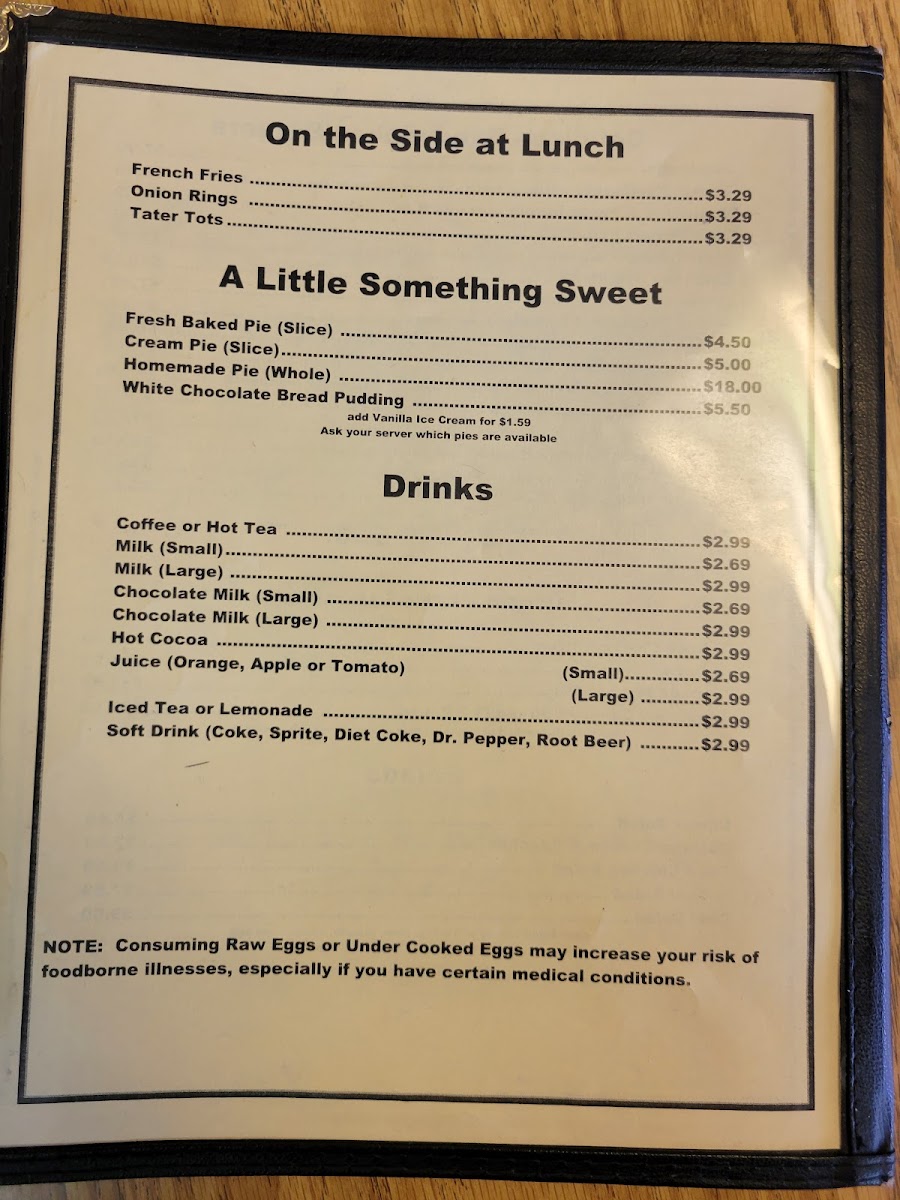 On the Side at Lunch
French Fries ........................ $3.29
Onion Rings ........................ $3.29
Tater Tots ........................ $3.29
A Little Something Sweet
Fresh Baked Pie (Slice) ........................ $4.50
Cream Pie (Slice) ........................ $5.00
Homemade Pie (Whole) ........................ $18.00
White Chocolate Bread Pudding ........................ $5.50
add Vanilla Ice Cream for $1.59
Ask your server which pies are available
Drinks
Coffee or Hot Tea ........................ $2.99
Milk (Small) ........................ $2.69
Milk (Large) ........................ $2.99
Chocolate Milk (Small) ........................ $2.69
Chocolate Milk (Large) ........................ $2.99
Hot Cocoa ........................ $2.99
Juice (Orange, Apple or Tomato) (Small) ............ $2.69
(Large) .......... $2.99
Iced Tea or Lemonade ........................ $2.99
Soft Drink (Coke, Sprite, Diet Coke, Dr. Pepper, Root Beer) ........... $2.99
NOTE: Consuming Raw Eggs or Under Cooked Eggs may increase your risk of
foodborne illnesses, especially if you have certain medical conditions.